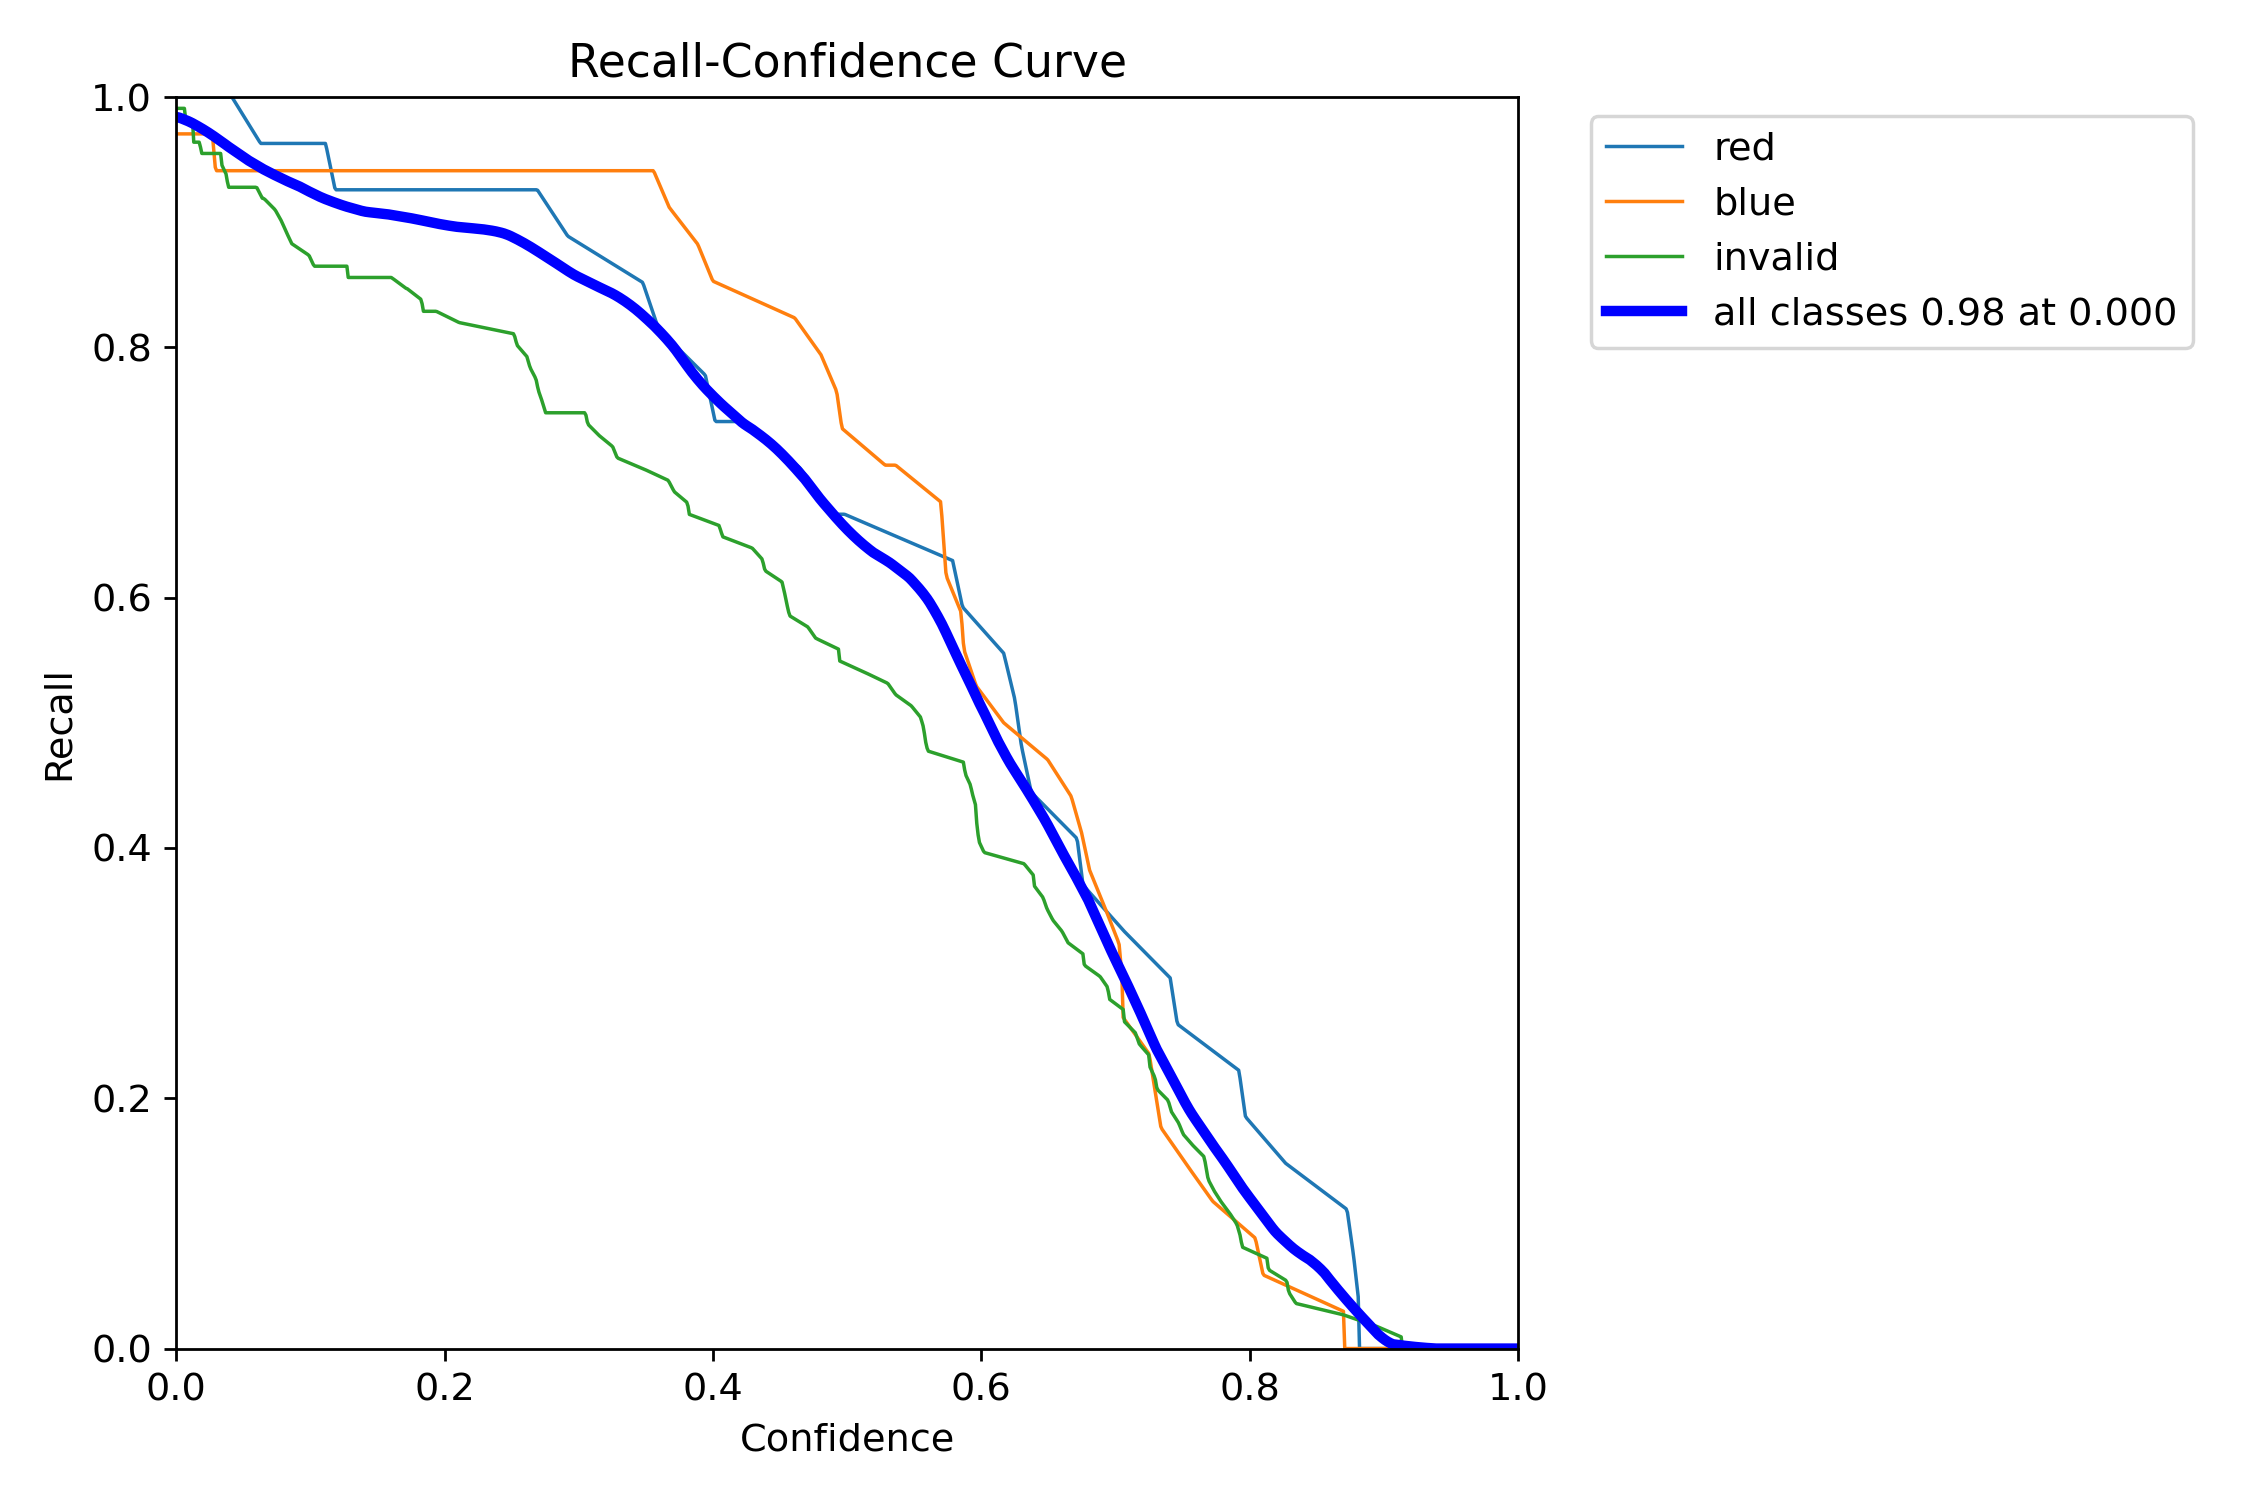 Recall-Confidence Curve
1.0
0.8
0.6
0.4
0.2
0.0
Recall
0.0 0.2 0.4 0.6 0.8 1.0
Confidence
red
blue
invalid
all classes 0.98 at 0.000